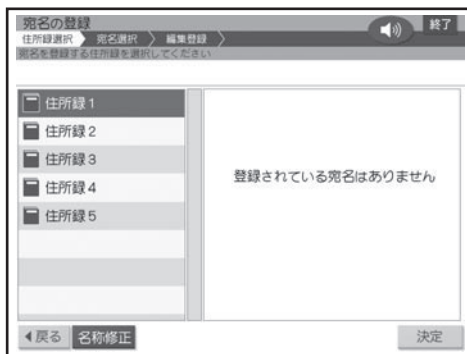 宛名の登録
終了
住所録選択 宛名選択 編集登録
宛名を登録する住所録を選択してください
住所録1
住所録2
住所録3
住所録4
住所録5
登録されている宛名はありません
戻る 名称修正 決定